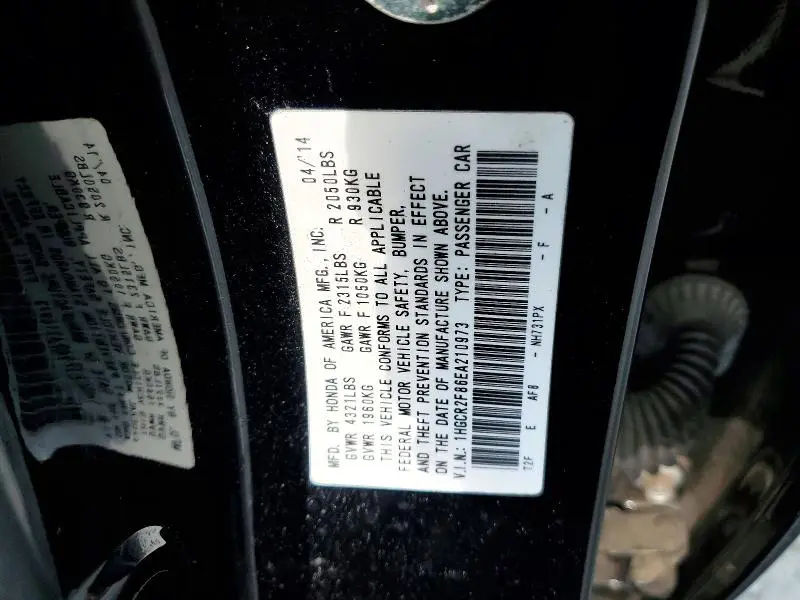 MFD. BY HONDA OF AMERICA MFG., INC. 04/14
GVWR 4321LBS GAWR F 2315LBS R 2050LBS
GVWR 1960KG GAWR F 1050KG R 930KG
THIS VEHICLE CONFORMS TO ALL APPLICABLE
FEDERAL MOTOR VEHICLE SAFETY, BUMPER,
AND THEFT PREVENTION STANDARDS IN EFFECT
ON THE DATE OF MANUFACTURE SHOWN ABOVE.
V.I.N.: 1HGCR2F86EA210973 TYPE: PASSENGER CAR
T2F E AF8 - NH731PX - F - A